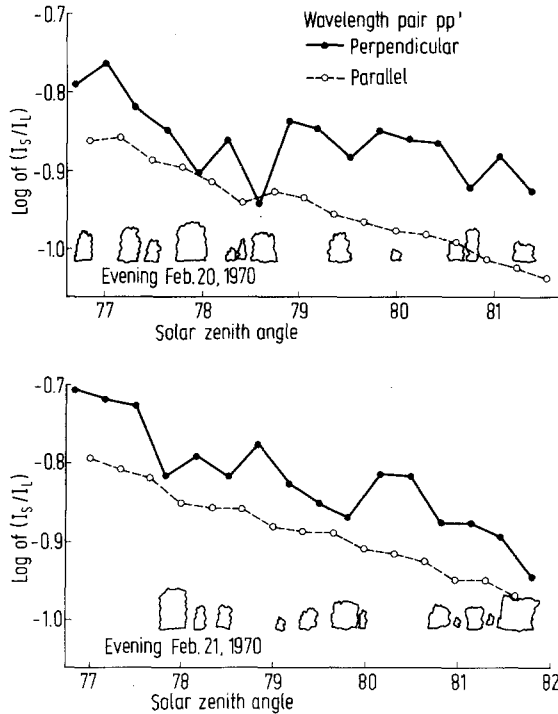 Wavelength pair pp'
Perpendicular
Parallel
-0.7
-0.8
-0.9
-1.0
Log of (I_S/I_L)
Evening Feb. 20, 1970
77 78 79 80 81
Solar zenith angle
-0.7
-0.8
-0.9
-1.0
Log of (I_S/I_L)
Evening Feb. 21, 1970
77 78 79 80 81 82
Solar zenith angle